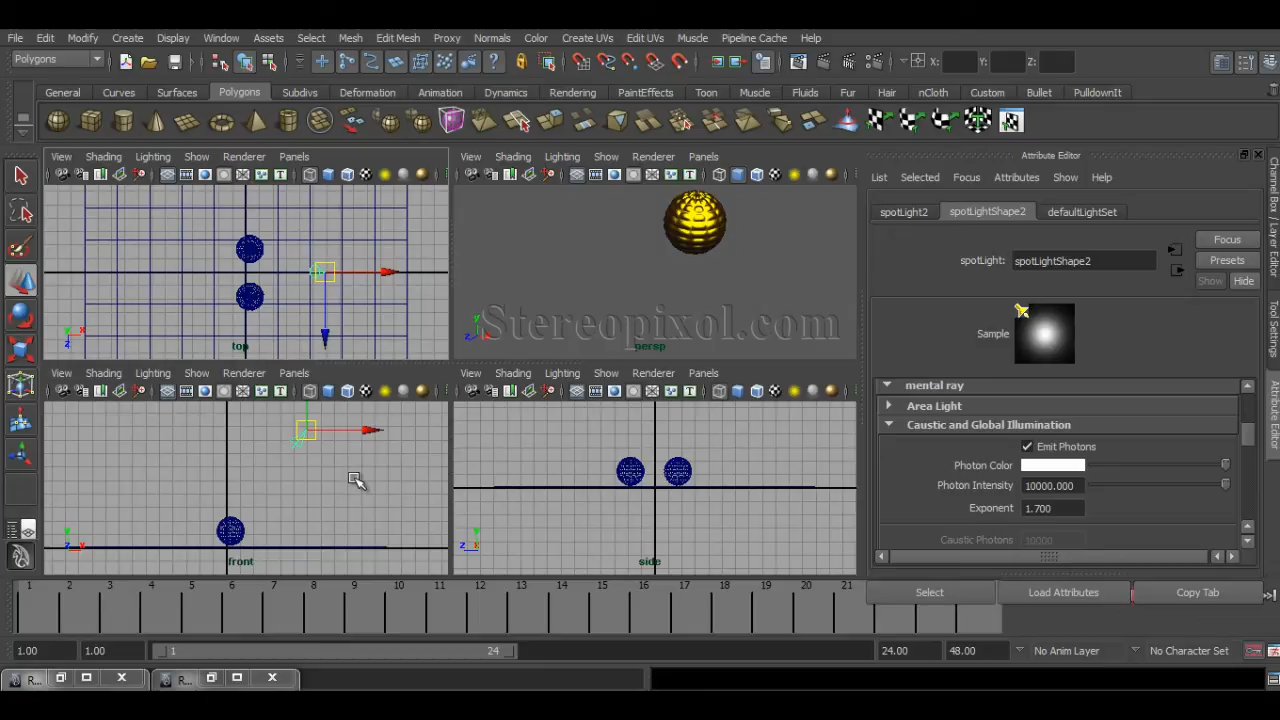 File Edit Modify Create Display Window Assets Select Mesh Edit Mesh Proxy Normals Color Create UVs Edit UVs Muscle Pipeline Cache Help
Polygons X: Y: Z:
General Curves Surfaces Polygons Subdivs Deformation Animation Dynamics Rendering PaintEffects Toon Muscle Fluids Fur Hair nCloth Custom Bullet PulldownIt
View Shading Lighting Show Renderer Panels
View Shading Lighting Show Renderer Panels
Attribute Editor
List Selected Focus Attributes Show Help
spotLight2 spotLightShape2 defaultLightSet
Focus
spotLight: spotLightShape2 Presets
Show Hide
Sample
Stereopixol.com
top
persp
View Shading Lighting Show Renderer Panels
View Shading Lighting Show Renderer Panels
mental ray
Area Light
Caustic and Global Illumination
Emit Photons
Photon Color
Photon Intensity 10000.000
Exponent 1.700
Caustic Photons 10000
front
side
Select Load Attributes Copy Tab
1 2 3 4 5 6 7 8 9 10 11 12 13 14 15 16 17 18 19 20 21
1.00 1.00 1 24 24.00 48.00 No Anim Layer No Character Set
R... R...
Channel Box / Layer Editor
Tool Settings
Attribute Editor